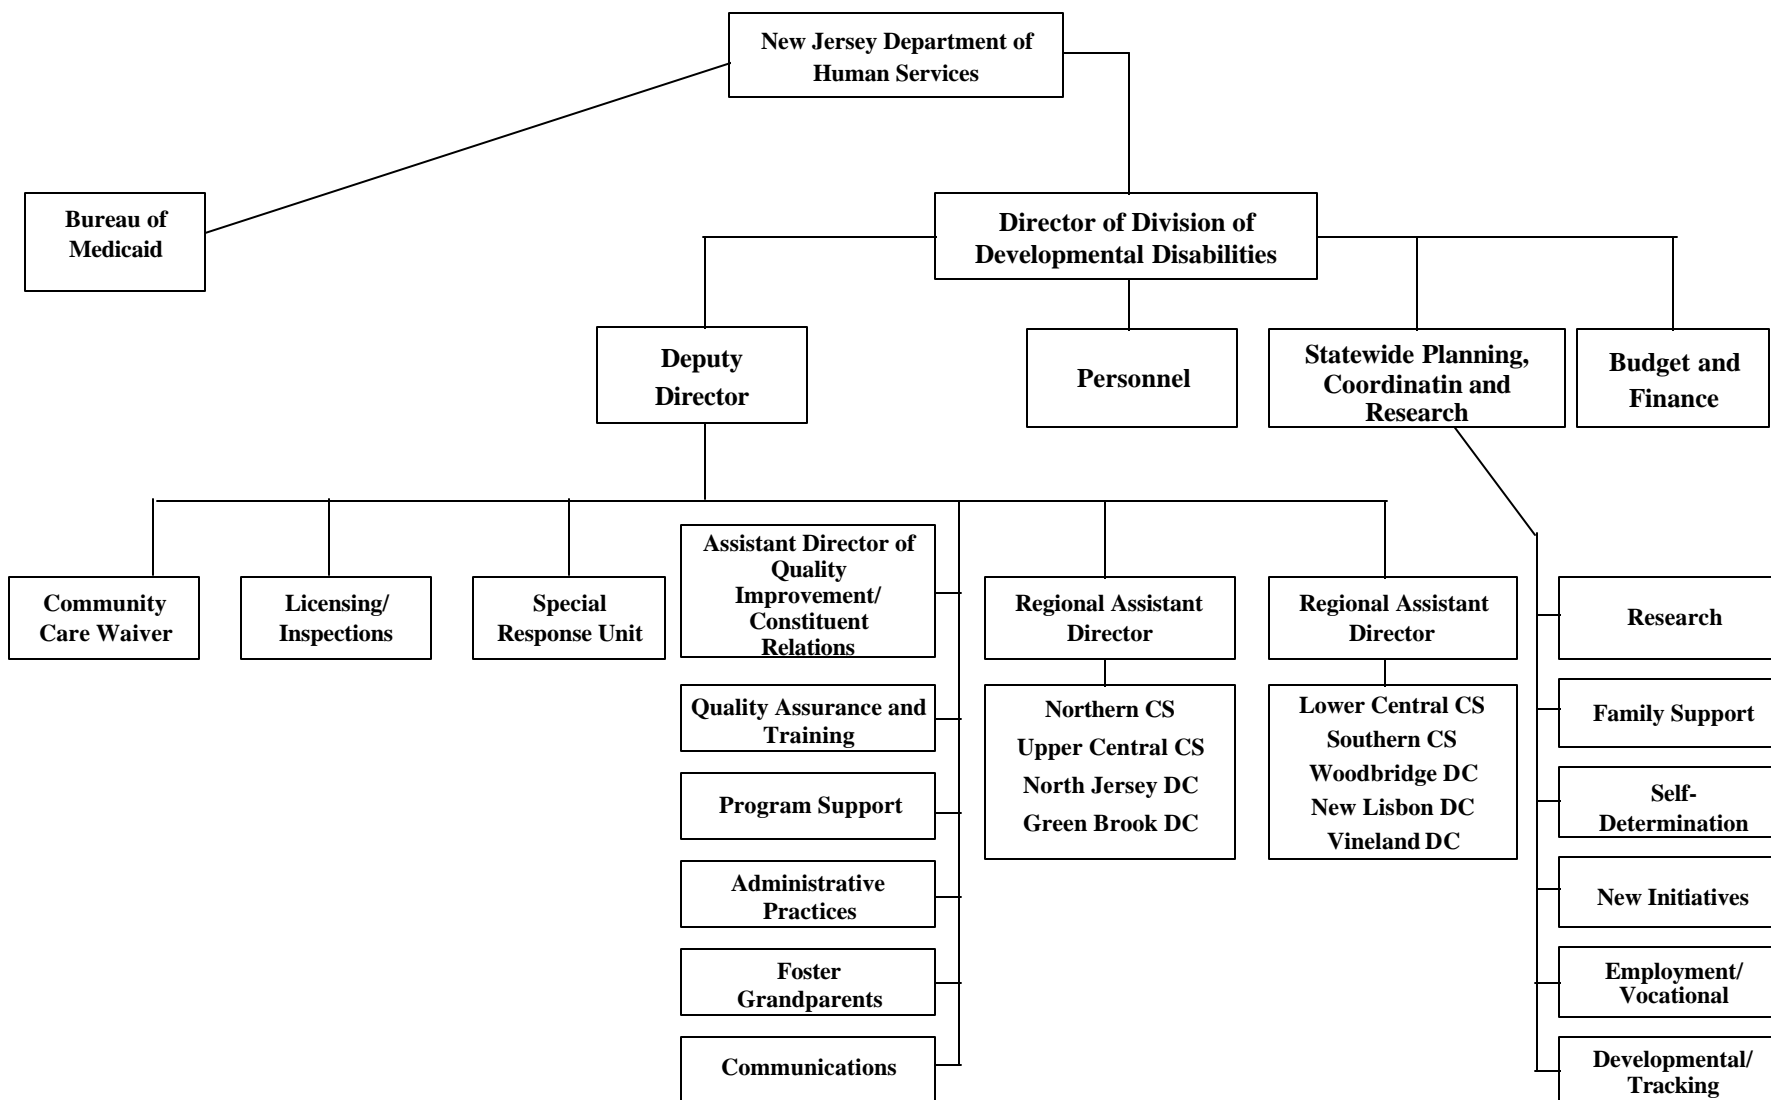 New Jersey Department of
Human Services
Bureau of
Medicaid
Director of Division of
Developmental Disabilities
Deputy
Director
Personnel
Statewide Planning,
Coordinatin and
Research
Budget and
Finance
Community
Care Waiver
Licensing/
Inspections
Special
Response Unit
Assistant Director of
Quality
Improvement/
Constituent
Relations
Quality Assurance and
Training
Program Support
Administrative
Practices
Foster
Grandparents
Communications
Regional Assistant
Director
Northern CS
Upper Central CS
North Jersey DC
Green Brook DC
Regional Assistant
Director
Lower Central CS
Southern CS
Woodbridge DC
New Lisbon DC
Vineland DC
Research
Family Support
Self-
Determination
New Initiatives
Employment/
Vocational
Developmental/
Tracking